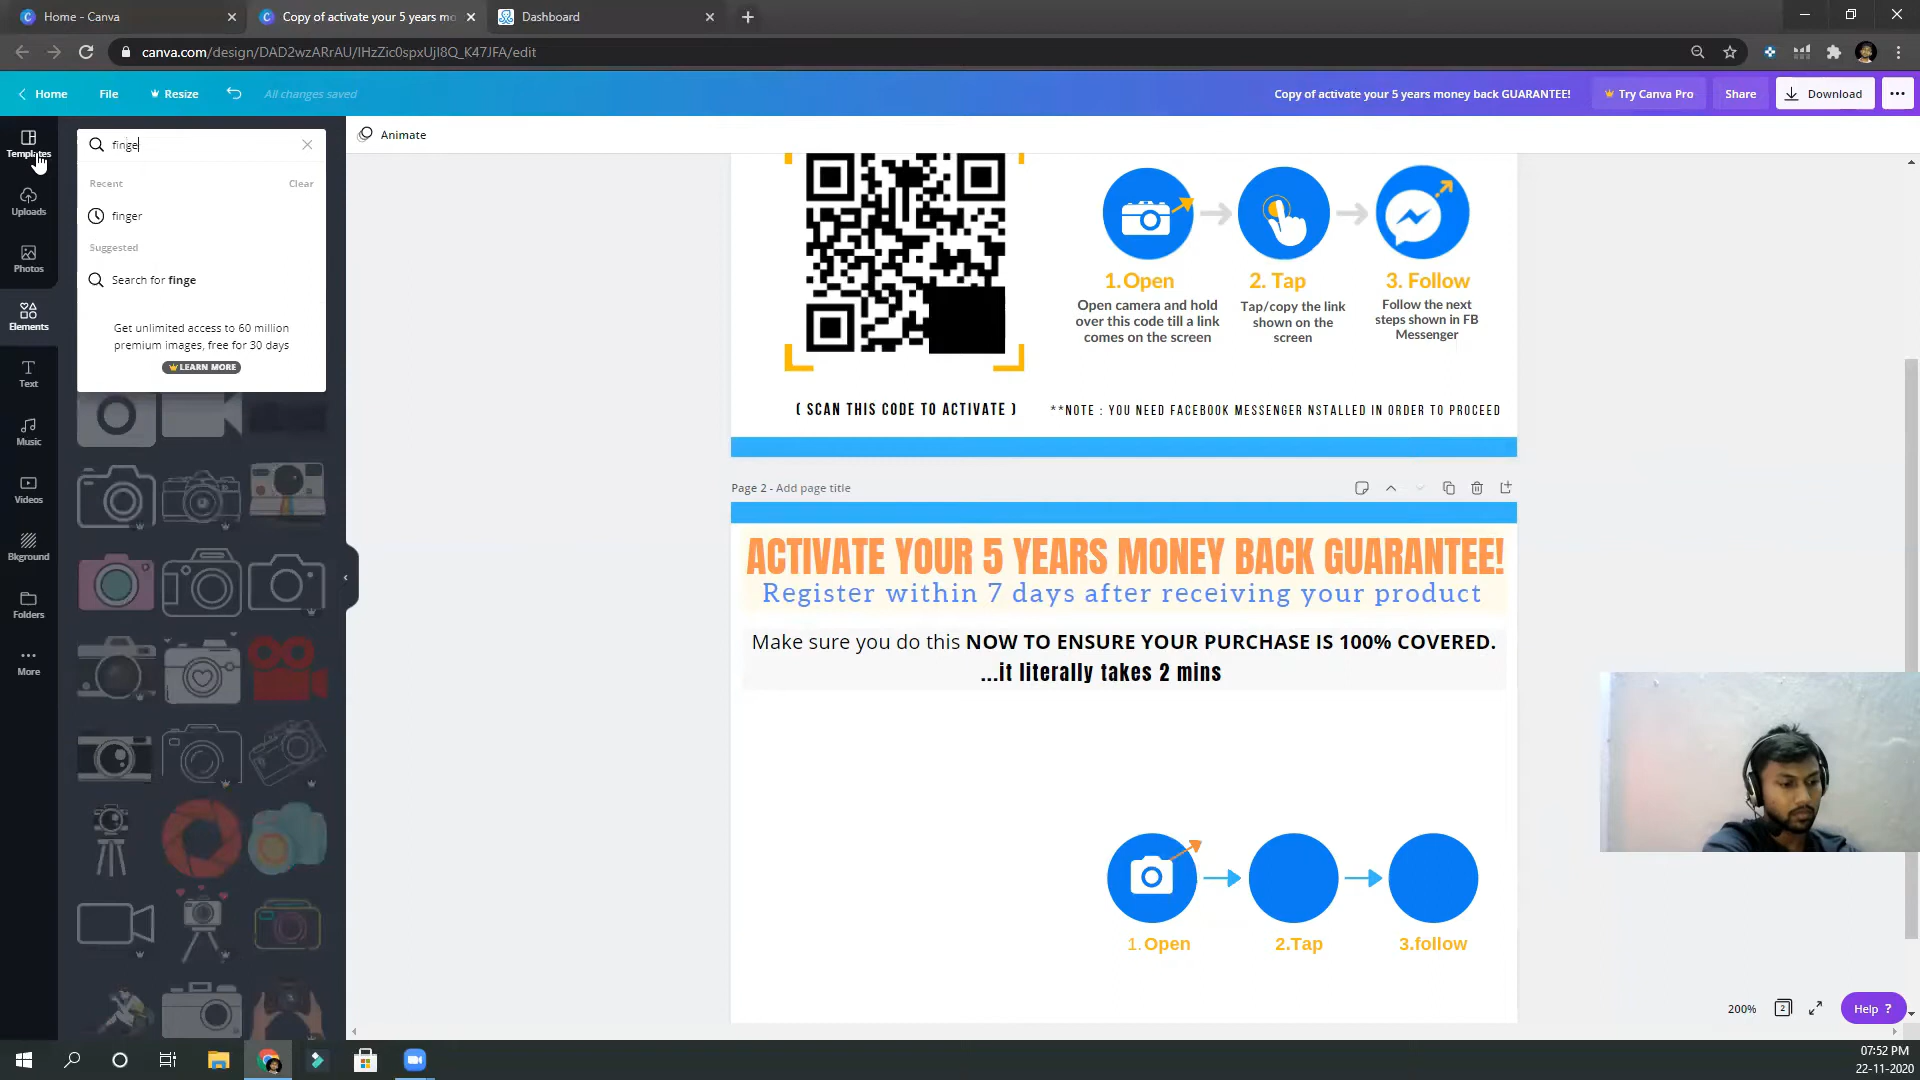 Home - Canva
Copy of activate your 5 years mo
Dashboard
canva.com/design/DAD2wzARrAU/IHzZic0spxUjI8Q_K47JFA/edit
Home
File
Resize
All changes saved
Copy of activate your 5 years money back GUARANTEE!
Try Canva Pro
Share
Download
Templates
Uploads
Photos
Elements
Text
Music
Videos
Bkground
Folders
More
finge
Recent
Clear
finger
Suggested
Search for finge
Get unlimited access to 60 million
premium images, free for 30 days
LEARN MORE
Animate
1.Open
Open camera and hold
over this code till a link
comes on the screen
2. Tap
Tap/copy the link
shown on the
screen
3. Follow
Follow the next
steps shown in FB
Messenger
( SCAN THIS CODE TO ACTIVATE )
**NOTE : YOU NEED FACEBOOK MESSENGER NSTALLED IN ORDER TO PROCEED
Page 2 - Add page title
ACTIVATE YOUR 5 YEARS MONEY BACK GUARANTEE!
Register within 7 days after receiving your product
Make sure you do this NOW TO ENSURE YOUR PURCHASE IS 100% COVERED.
...it literally takes 2 mins
1.Open
2.Tap
3.follow
200%
2
Help ?
07:52 PM
22-11-2020